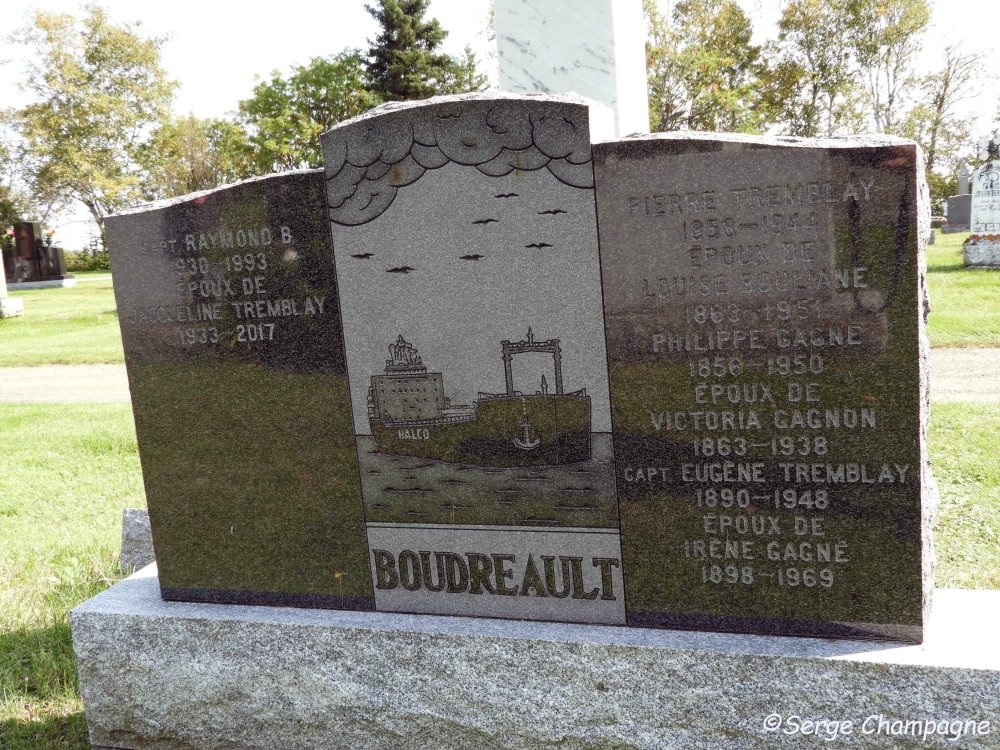 CAPT RAYMOND B.
1930-1993
ÉPOUX DE
JACQUELINE TREMBLAY
1933-2017
HALCO
BOUDREAULT
PIERRE TREMBLAY
1858-1944
ÉPOUX DE
LOUISE BOULIANE
1863-1951
PHILIPPE GAGNÉ
1856-1950
ÉPOUX DE
VICTORIA GAGNON
1863-1938
CAPT. EUGÈNE TREMBLAY
1890-1948
ÉPOUX DE
IRÈNE GAGNÉ
1898-1969
©Serge Champagne